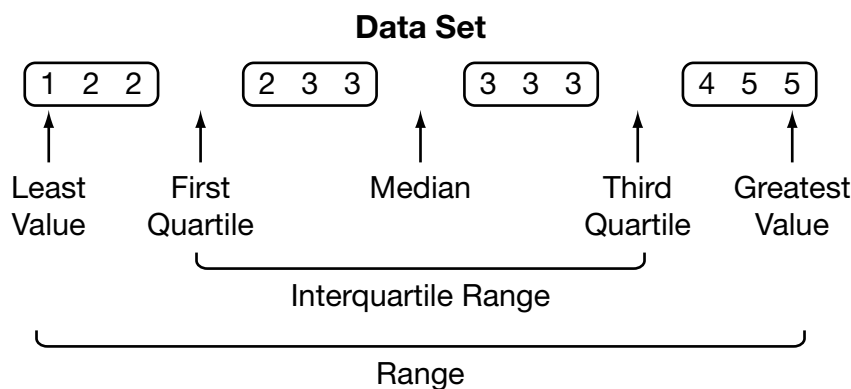 Data Set
1 2 2 2 3 3 3 3 3 4 5 5
Least Value
First Quartile
Median
Third Quartile
Greatest Value
Interquartile Range
Range